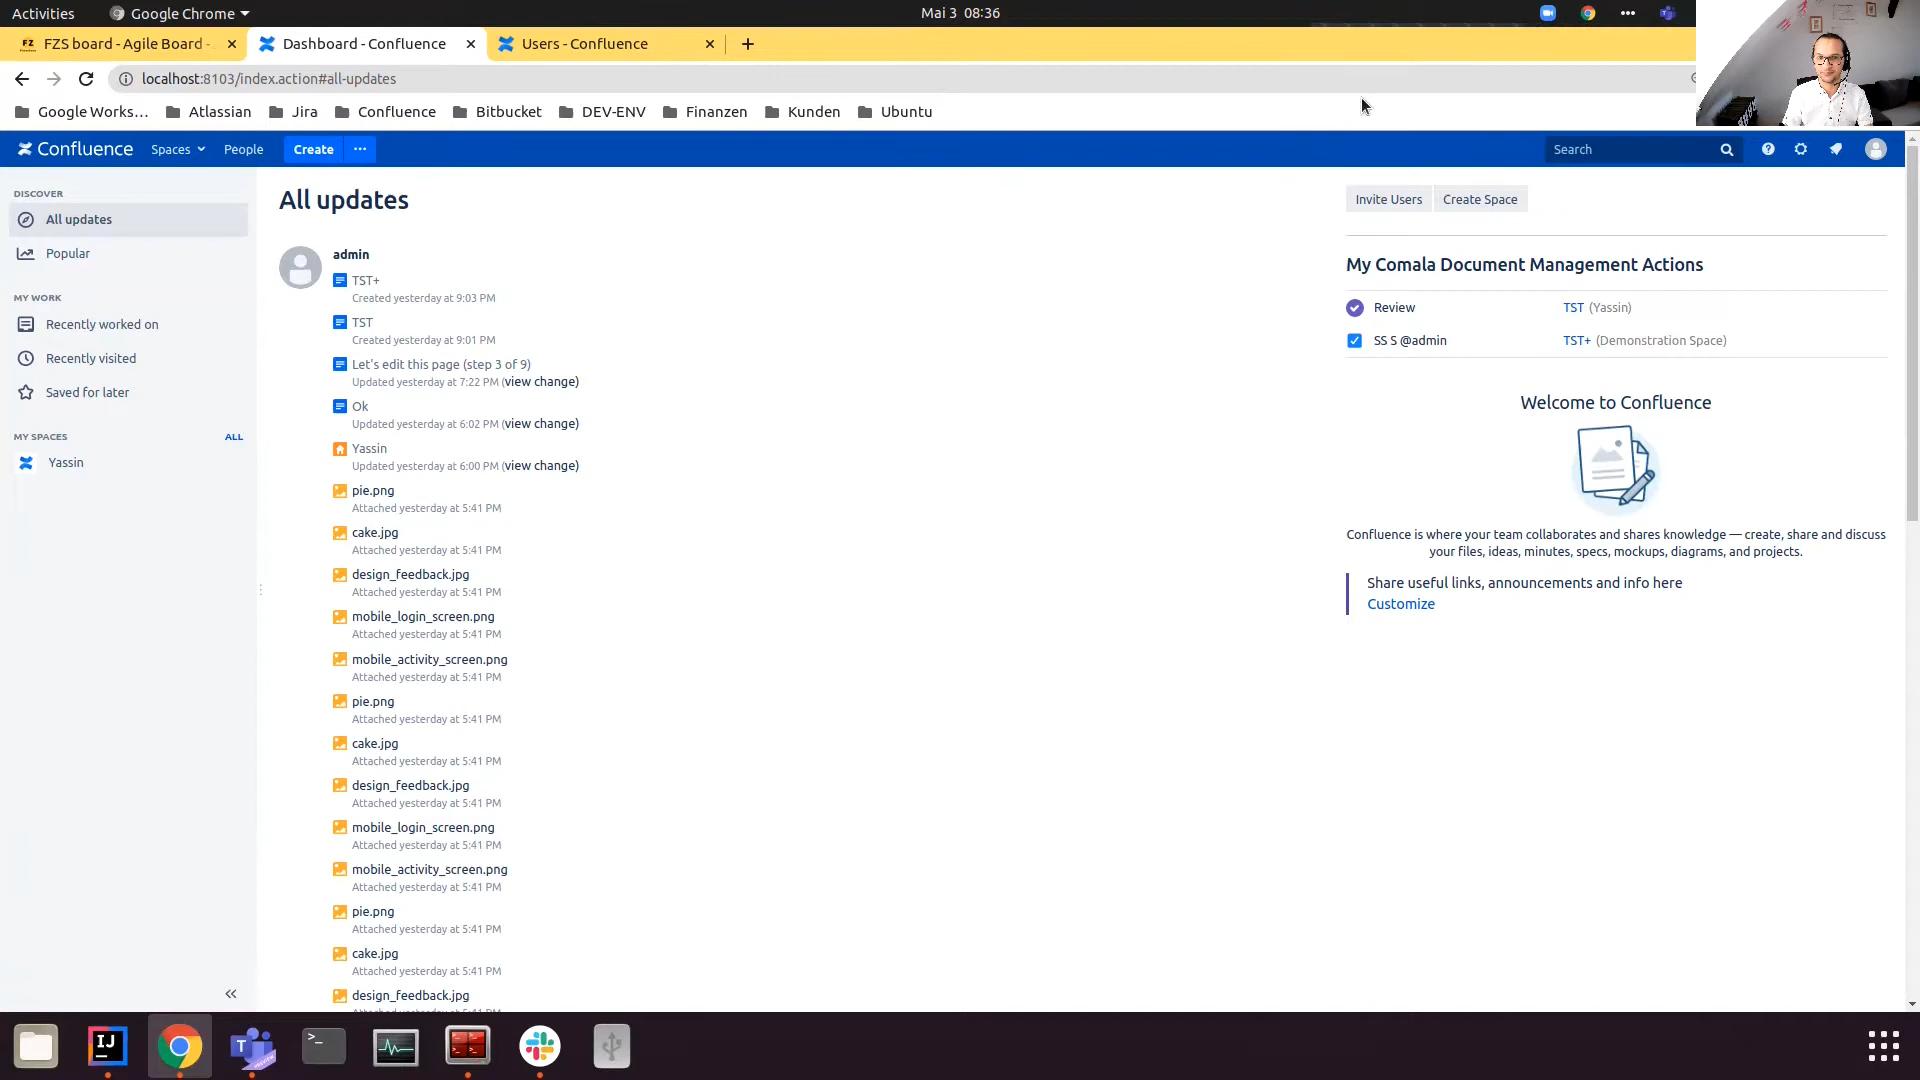 Activities
Google Chrome
Mai 3 08:36
FZS board - Agile Board -
Dashboard - Confluence
Users - Confluence
localhost:8103/index.action#all-updates
Google Works...
Atlassian
Jira
Confluence
Bitbucket
DEV-ENV
Finanzen
Kunden
Ubuntu
Confluence
Spaces
People
Create
Search
DISCOVER
All updates
Popular
MY WORK
Recently worked on
Recently visited
Saved for later
MY SPACES
ALL
Yassin
All updates
admin
TST+
Created yesterday at 9:03 PM
TST
Created yesterday at 9:01 PM
Let's edit this page (step 3 of 9)
Updated yesterday at 7:22 PM (view change)
Ok
Updated yesterday at 6:02 PM (view change)
Yassin
Updated yesterday at 6:00 PM (view change)
pie.png
Attached yesterday at 5:41 PM
cake.jpg
Attached yesterday at 5:41 PM
design_feedback.jpg
Attached yesterday at 5:41 PM
mobile_login_screen.png
Attached yesterday at 5:41 PM
mobile_activity_screen.png
Attached yesterday at 5:41 PM
pie.png
Attached yesterday at 5:41 PM
cake.jpg
Attached yesterday at 5:41 PM
design_feedback.jpg
Attached yesterday at 5:41 PM
mobile_login_screen.png
Attached yesterday at 5:41 PM
mobile_activity_screen.png
Attached yesterday at 5:41 PM
pie.png
Attached yesterday at 5:41 PM
cake.jpg
Attached yesterday at 5:41 PM
design_feedback.jpg
Invite Users
Create Space
My Comala Document Management Actions
Review
TST (Yassin)
SS S @admin
TST+ (Demonstration Space)
Welcome to Confluence
Confluence is where your team collaborates and shares knowledge — create, share and discuss
your files, ideas, minutes, specs, mockups, diagrams, and projects.
Share useful links, announcements and info here
Customize